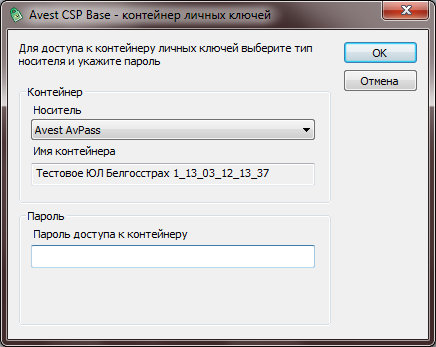 Avest CSP Base - контейнер личных ключей
Для доступа к контейнеру личных ключей выберите тип
носителя и укажите пароль
OK
Отмена
Контейнер
Носитель
Avest AvPass
Имя контейнера
Тестовое ЮЛ Белгосстрах 1_13_03_12_13_37
Пароль
Пароль доступа к контейнеру